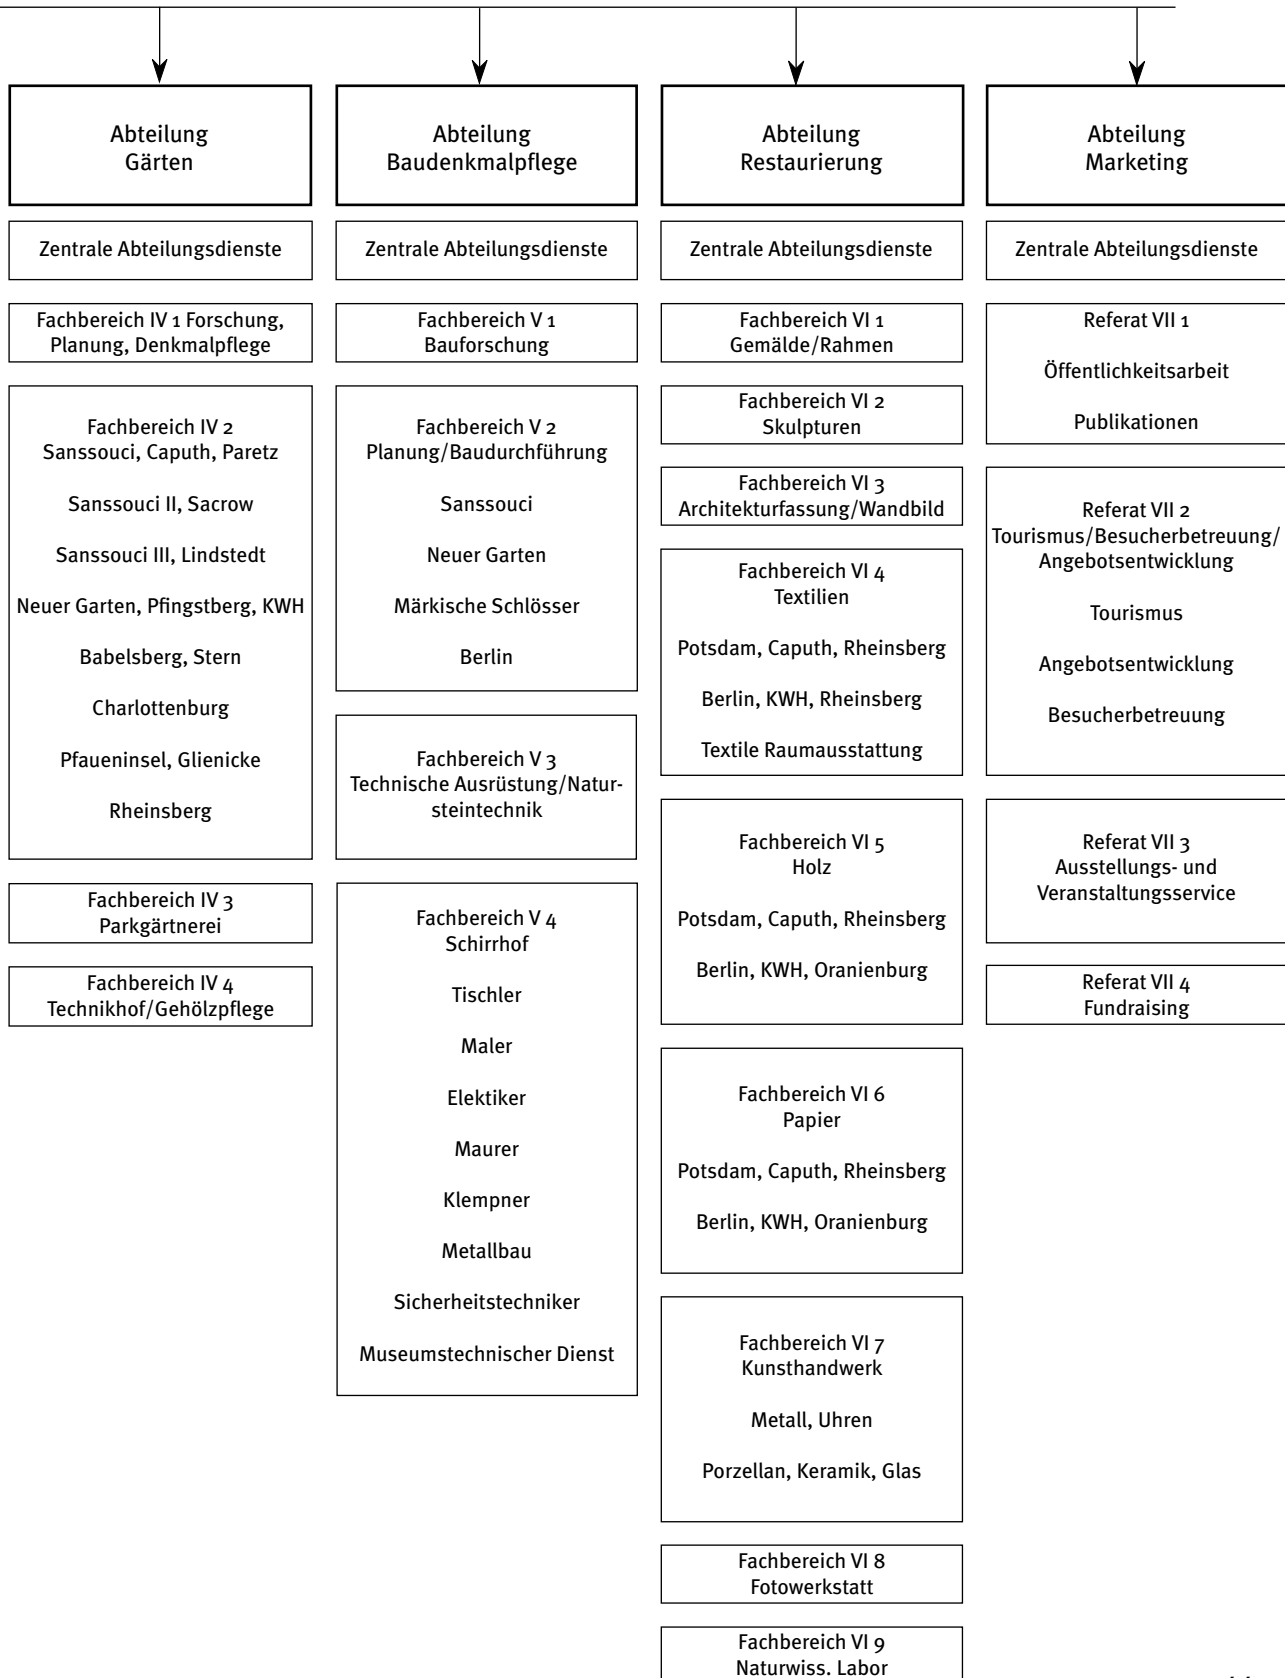 Abteilung
Gärten
Zentrale Abteilungsdienste
Fachbereich IV 1 Forschung,
Planung, Denkmalpflege
Fachbereich IV 2
Sanssouci, Caputh, Paretz
Sanssouci II, Sacrow
Sanssouci III, Lindstedt
Neuer Garten, Pfingstberg, KWH
Babelsberg, Stern
Charlottenburg
Pfaueninsel, Glienicke
Rheinsberg
Fachbereich IV 3
Parkgärtnerei
Fachbereich IV 4
Technikhof/Gehölzpflege
Abteilung
Baudenkmalpflege
Zentrale Abteilungsdienste
Fachbereich V 1
Bauforschung
Fachbereich V 2
Planung/Baudurchführung
Sanssouci
Neuer Garten
Märkische Schlösser
Berlin
Fachbereich V 3
Technische Ausrüstung/Natur-
steintechnik
Fachbereich V 4
Schirrhof
Tischler
Maler
Elektiker
Maurer
Klempner
Metallbau
Sicherheitstechniker
Museumstechnischer Dienst
Abteilung
Restaurierung
Zentrale Abteilungsdienste
Fachbereich VI 1
Gemälde/Rahmen
Fachbereich VI 2
Skulpturen
Fachbereich VI 3
Architekturfassung/Wandbild
Fachbereich VI 4
Textilien
Potsdam, Caputh, Rheinsberg
Berlin, KWH, Rheinsberg
Textile Raumausstattung
Fachbereich VI 5
Holz
Potsdam, Caputh, Rheinsberg
Berlin, KWH, Oranienburg
Fachbereich VI 6
Papier
Potsdam, Caputh, Rheinsberg
Berlin, KWH, Oranienburg
Fachbereich VI 7
Kunsthandwerk
Metall, Uhren
Porzellan, Keramik, Glas
Fachbereich VI 8
Fotowerkstatt
Fachbereich VI 9
Naturwiss. Labor
Abteilung
Marketing
Zentrale Abteilungsdienste
Referat VII 1
Öffentlichkeitsarbeit
Publikationen
Referat VII 2
Tourismus/Besucherbetreuung/
Angebotsentwicklung
Tourismus
Angebotsentwicklung
Besucherbetreuung
Referat VII 3
Ausstellungs- und
Veranstaltungsservice
Referat VII 4
Fundraising